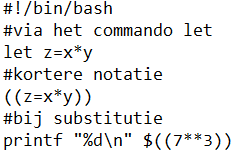 #!/bin/bash
#via het commando let
let z=x*y
#kortere notatie
((z=x*y))
#bij substitutie
printf "%d\n" $((7**3))